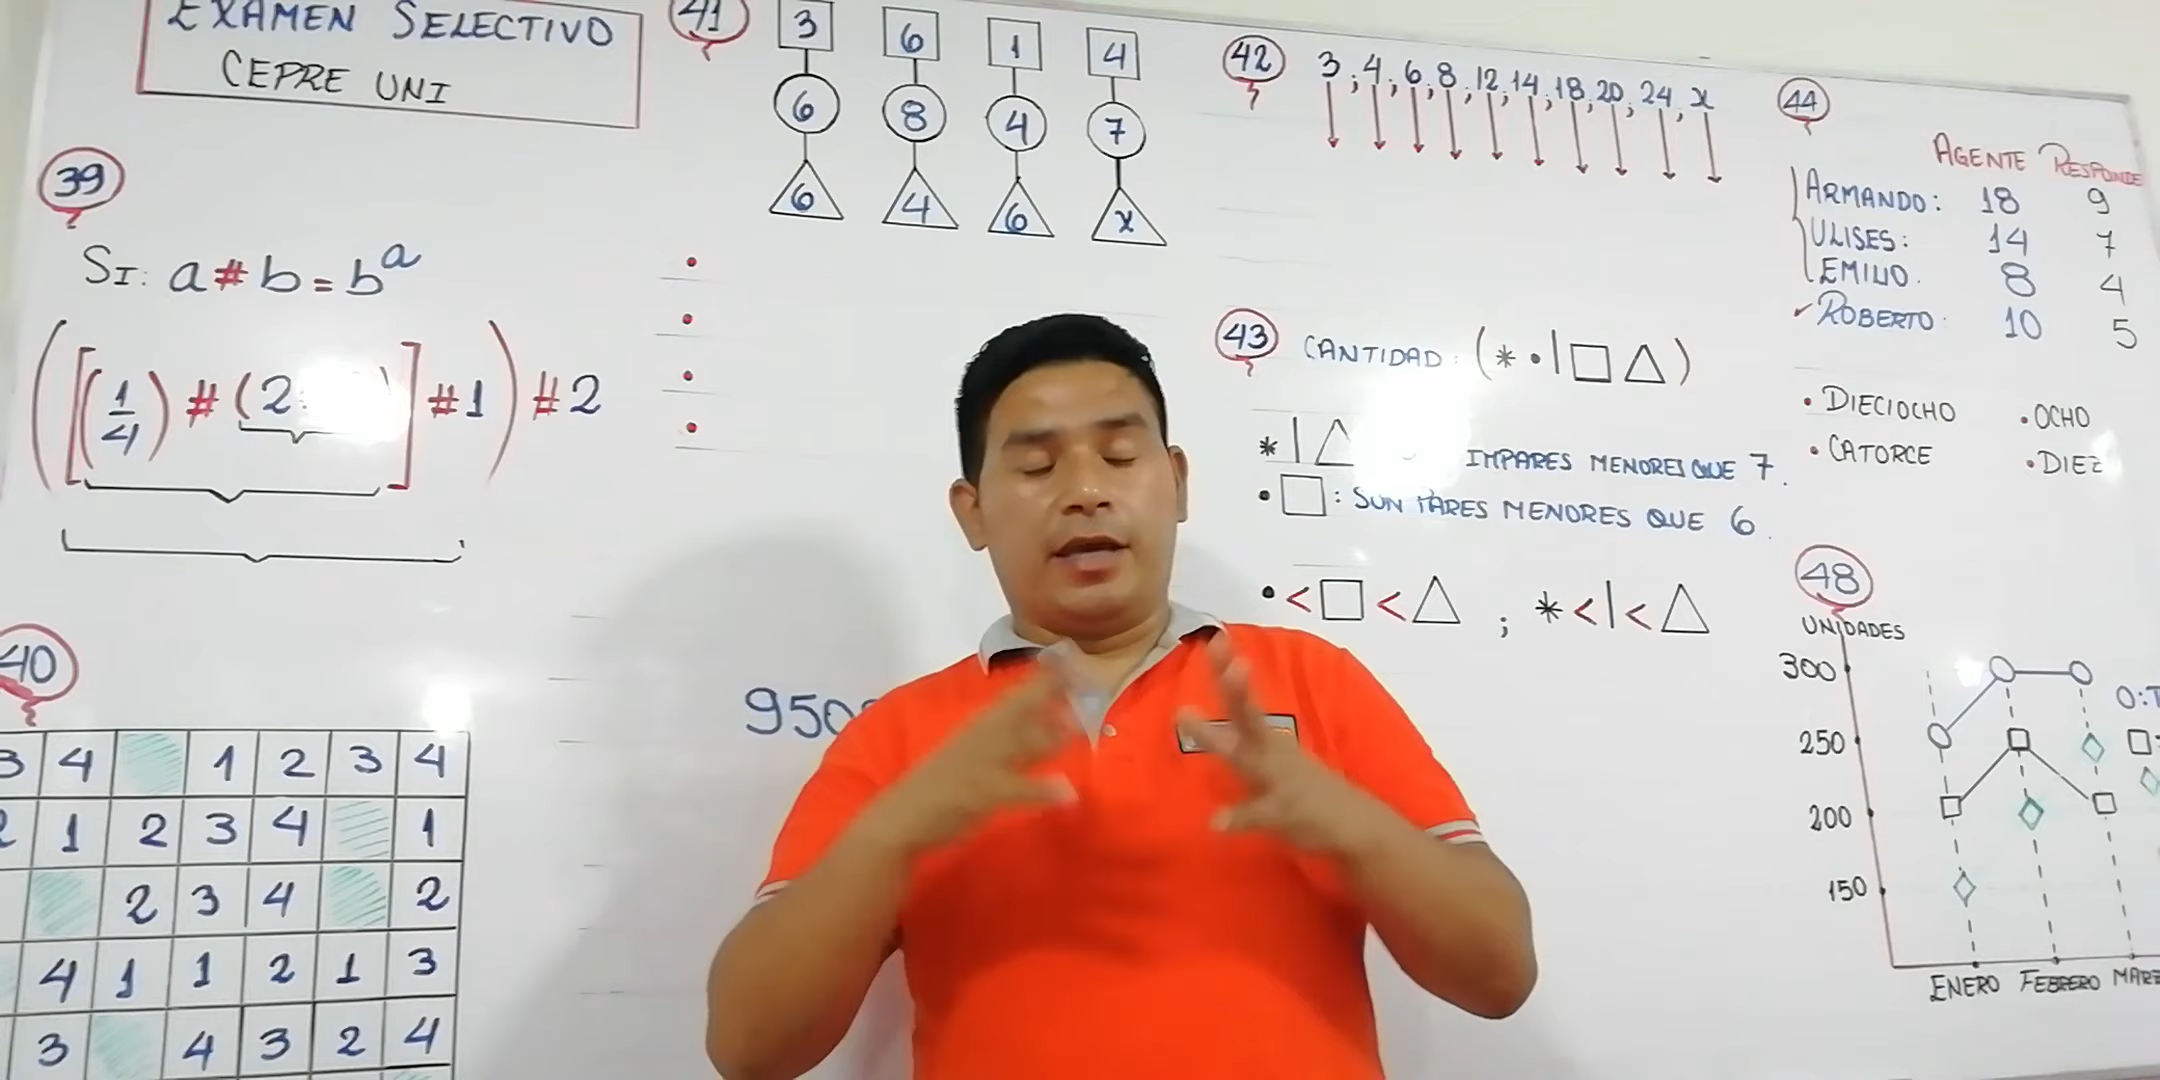 EXAMEN SELECTIVO
CEPRE UNI
39
SI: a # b = b^a
([(1/4) # (2 )] # 1) # 2
40
3 4 1 2 3 4
2 1 2 3 4 1
2 3 4 2
4 1 1 2 1 3
3 4 3 2 4
41
3 6 1 4
6 8 4 7
6 4 6 x
950
42
3 ; 4 ; 6 ; 8 ; 12 ; 14 ; 18 ; 20 ; 24 ; x
43
CANTIDAD: (* • | □ △)
* | △ IMPARES MENORES QUE 7.
• □ : SON PARES MENORES QUE 6.
• < □ < △ ; * < | < △
44
AGENTE RESPONDE
ARMANDO: 18 9
ULISES: 14 7
EMILIO. 8 4
✓ ROBERTO: 10 5
• DIECIOCHO • OCHO
• CATORCE • DIEZ
48
UNIDADES
300
250
200
150
O:T
□:
ENERO FEBRERO MARZ